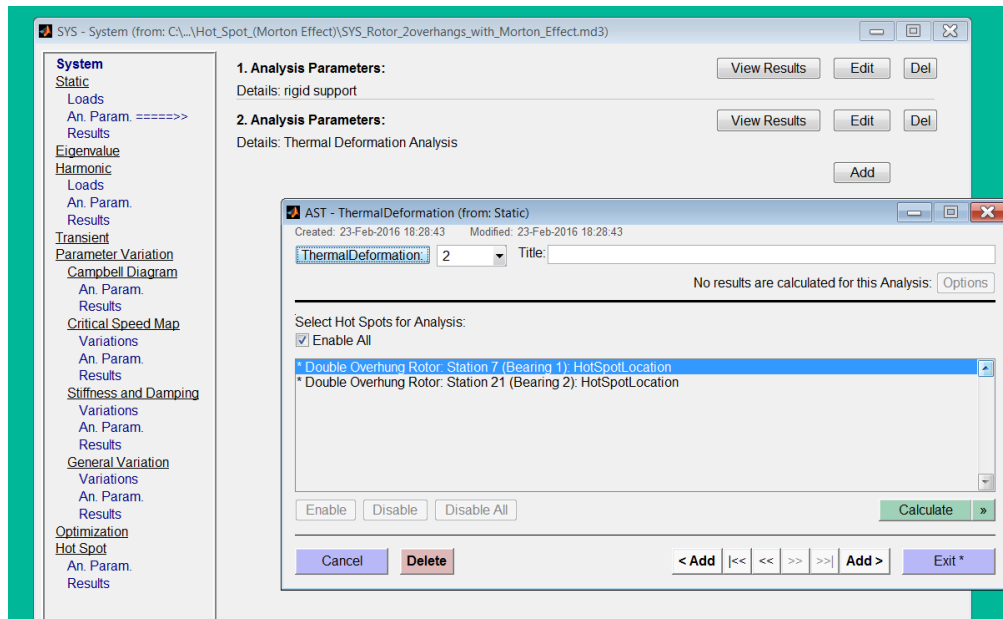 SYS - System (from: C:\...\Hot_Spot_(Morton Effect)\SYS_Rotor_2overhangs_with_Morton_Effect.md3)
System
Static
Loads
An. Param. =====>>
Results
Eigenvalue
Harmonic
Loads
An. Param.
Results
Transient
Parameter Variation
Campbell Diagram
An. Param.
Results
Critical Speed Map
Variations
An. Param.
Results
Stiffness and Damping
Variations
An. Param.
Results
General Variation
Variations
An. Param.
Results
Optimization
Hot Spot
An. Param.
Results
1. Analysis Parameters: View Results Edit Del
Details: rigid support
2. Analysis Parameters: View Results Edit Del
Details: Thermal Deformation Analysis
Add
AST - ThermalDeformation (from: Static)
Created: 23-Feb-2016 18:28:43 Modified: 23-Feb-2016 18:28:43
ThermalDeformation: 2 Title:
No results are calculated for this Analysis: Options
Select Hot Spots for Analysis:
Enable All
* Double Overhung Rotor: Station 7 (Bearing 1): HotSpotLocation
* Double Overhung Rotor: Station 21 (Bearing 2): HotSpotLocation
Enable Disable Disable All Calculate »
Cancel Delete < Add |<< << >> >>| Add > Exit *